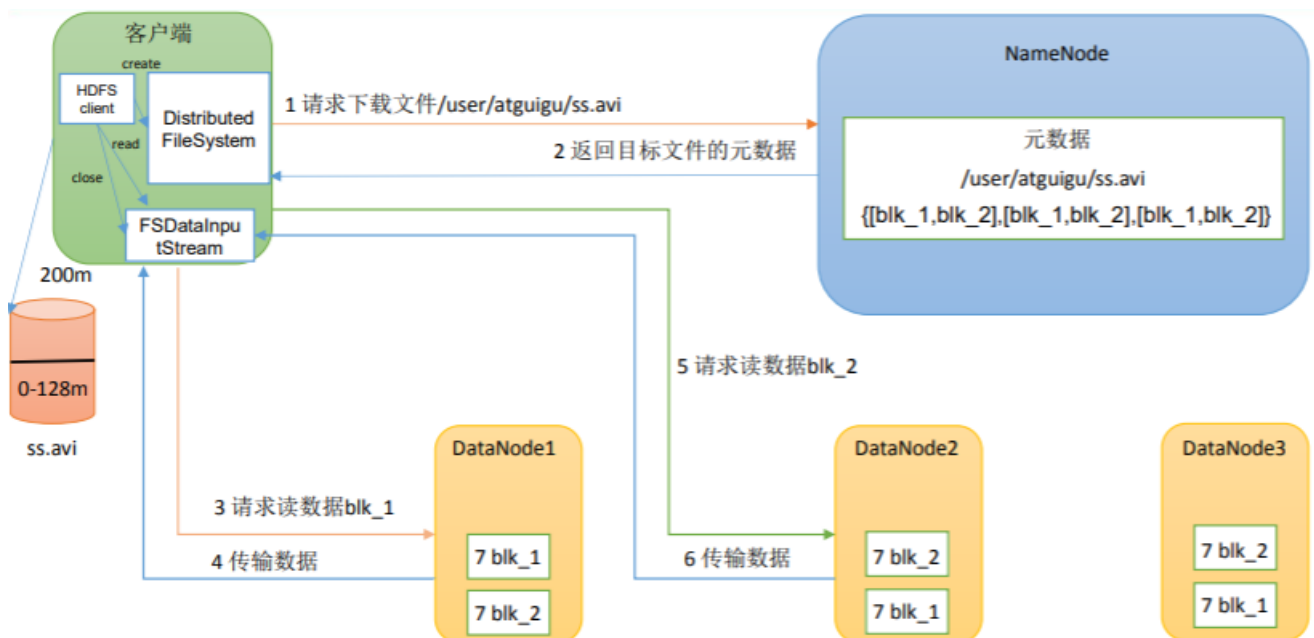 客户端
create
HDFS
client
Distributed
FileSystem
read
close
FSDataInpu
tStream
1 请求下载文件/user/atguigu/ss.avi
2 返回目标文件的元数据
NameNode
元数据
/user/atguigu/ss.avi
{[blk_1,blk_2],[blk_1,blk_2],[blk_1,blk_2]}
200m
0-128m
ss.avi
5 请求读数据blk_2
3 请求读数据blk_1
4 传输数据
6 传输数据
DataNode1
7 blk_1
7 blk_2
DataNode2
7 blk_2
7 blk_1
DataNode3
7 blk_2
7 blk_1